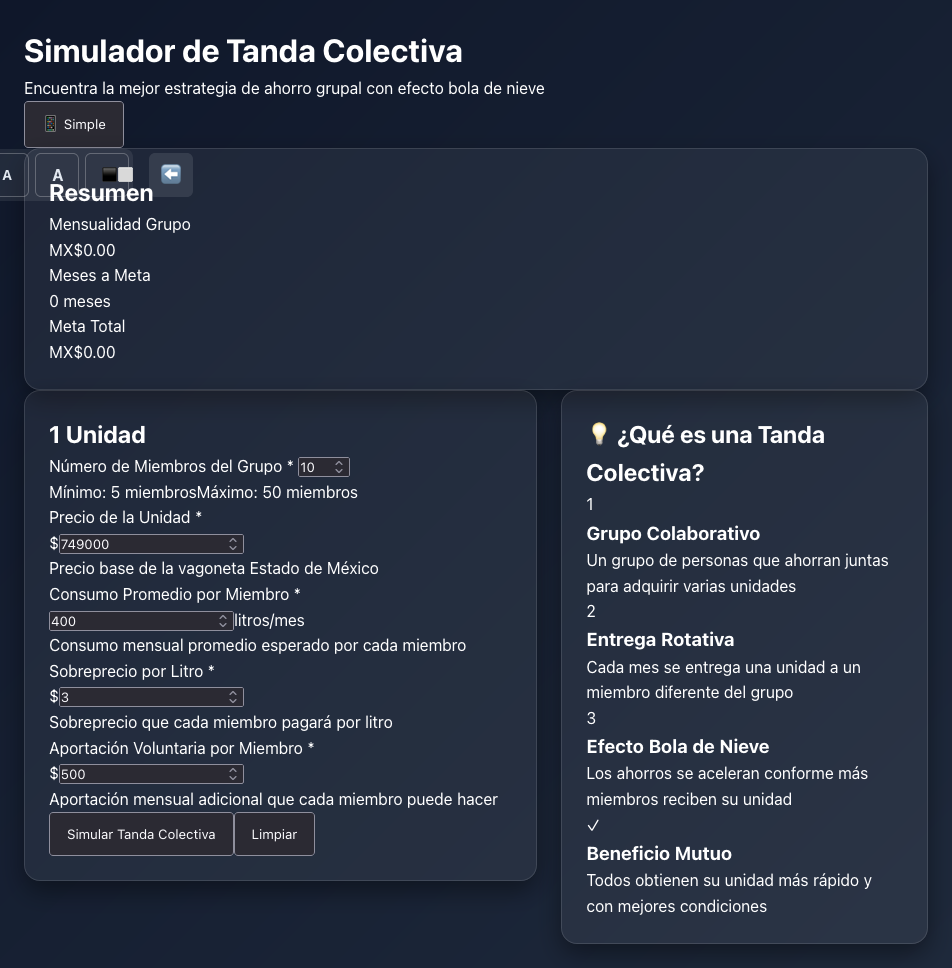 Simulador de Tanda Colectiva
Encuentra la mejor estrategia de ahorro grupal con efecto bola de nieve
Simple
A A
Resumen
Mensualidad Grupo
MX$0.00
Meses a Meta
0 meses
Meta Total
MX$0.00
1 Unidad
Número de Miembros del Grupo * 10
Mínimo: 5 miembrosMáximo: 50 miembros
Precio de la Unidad *
$749000
Precio base de la vagoneta Estado de México
Consumo Promedio por Miembro *
400 litros/mes
Consumo mensual promedio esperado por cada miembro
Sobreprecio por Litro *
$3
Sobreprecio que cada miembro pagará por litro
Aportación Voluntaria por Miembro *
$500
Aportación mensual adicional que cada miembro puede hacer
Simular Tanda Colectiva Limpiar
¿Qué es una Tanda
Colectiva?
1
Grupo Colaborativo
Un grupo de personas que ahorran juntas
para adquirir varias unidades
2
Entrega Rotativa
Cada mes se entrega una unidad a un
miembro diferente del grupo
3
Efecto Bola de Nieve
Los ahorros se aceleran conforme más
miembros reciben su unidad
✓
Beneficio Mutuo
Todos obtienen su unidad más rápido y
con mejores condiciones